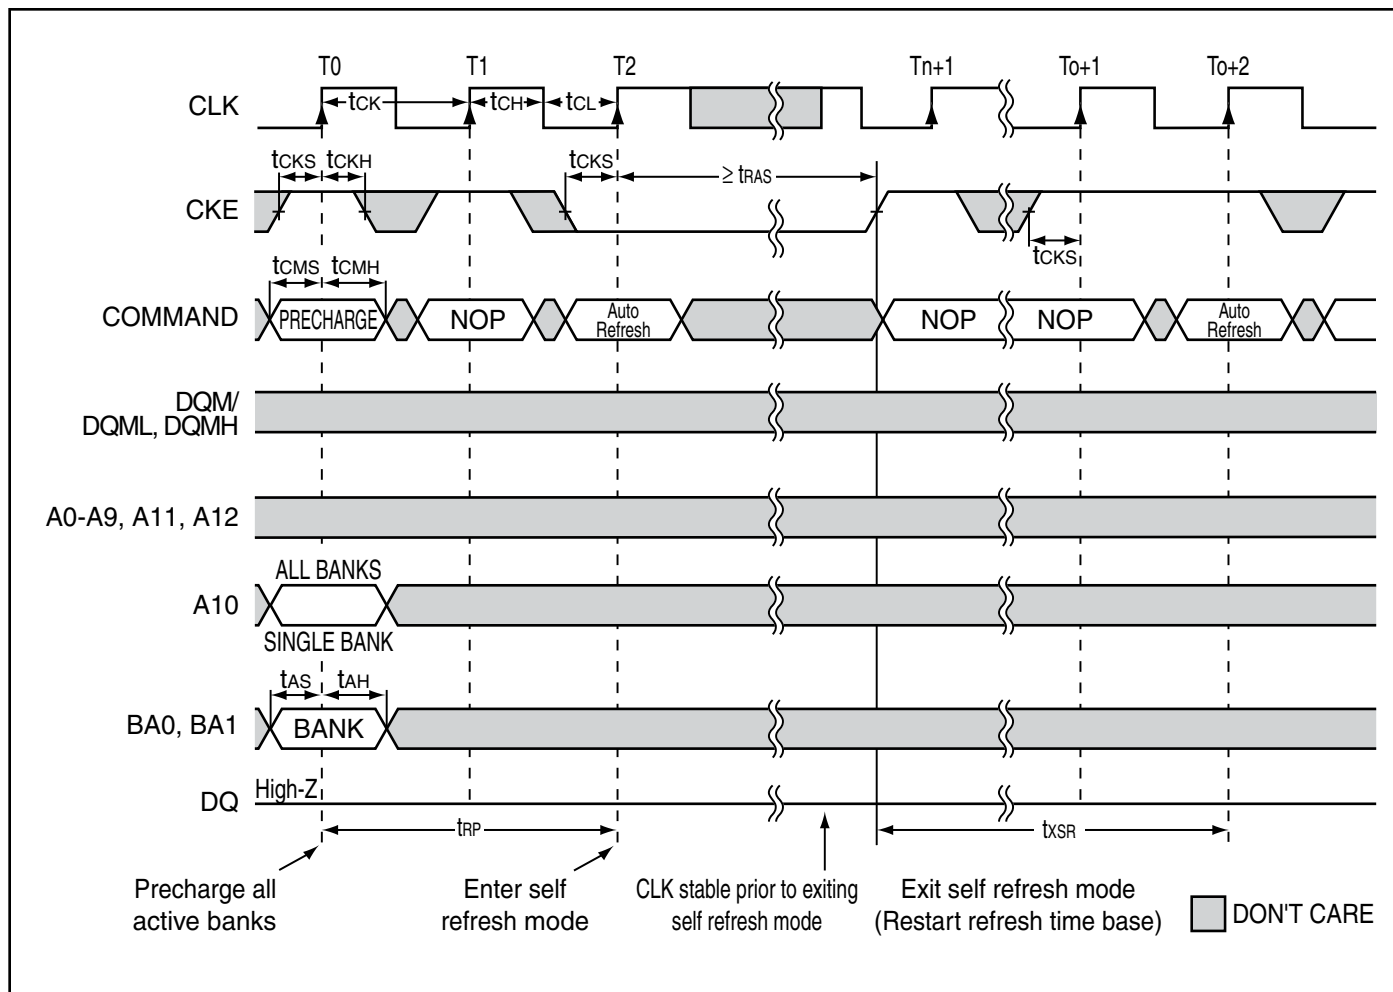 T0 T1 T2 Tn+1 To+1 To+2
CLK tCK tCH tCL
tCKS tCKH tCKS ≥ tRAS
CKE
tCKS
tCMS tCMH
COMMAND PRECHARGE NOP Auto Refresh NOP NOP Auto Refresh
DQM/
DQML, DQMH
A0-A9, A11, A12
ALL BANKS
A10
SINGLE BANK
tAS tAH
BA0, BA1 BANK
High-Z
DQ
tRP tXSR
Precharge all
active banks
Enter self
refresh mode
CLK stable prior to exiting
self refresh mode
Exit self refresh mode
(Restart refresh time base)
DON'T CARE